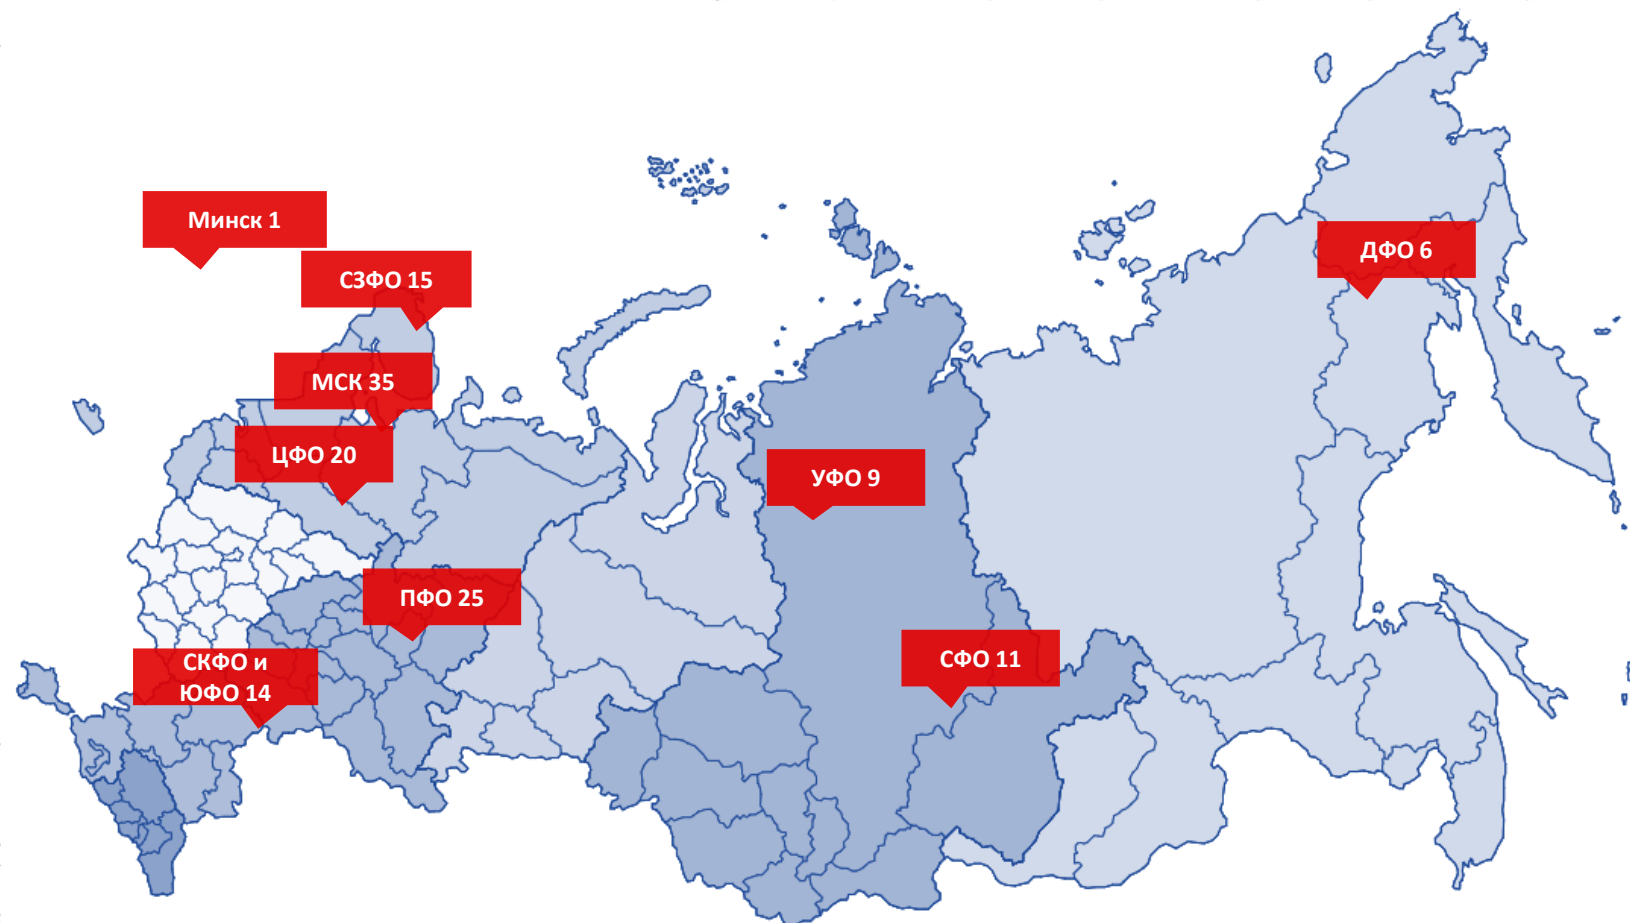 Минск 1
СЗФО 15
ДФО 6
МСК 35
ЦФО 20
УФО 9
ПФО 25
СФО 11
СКФО и
ЮФО 14